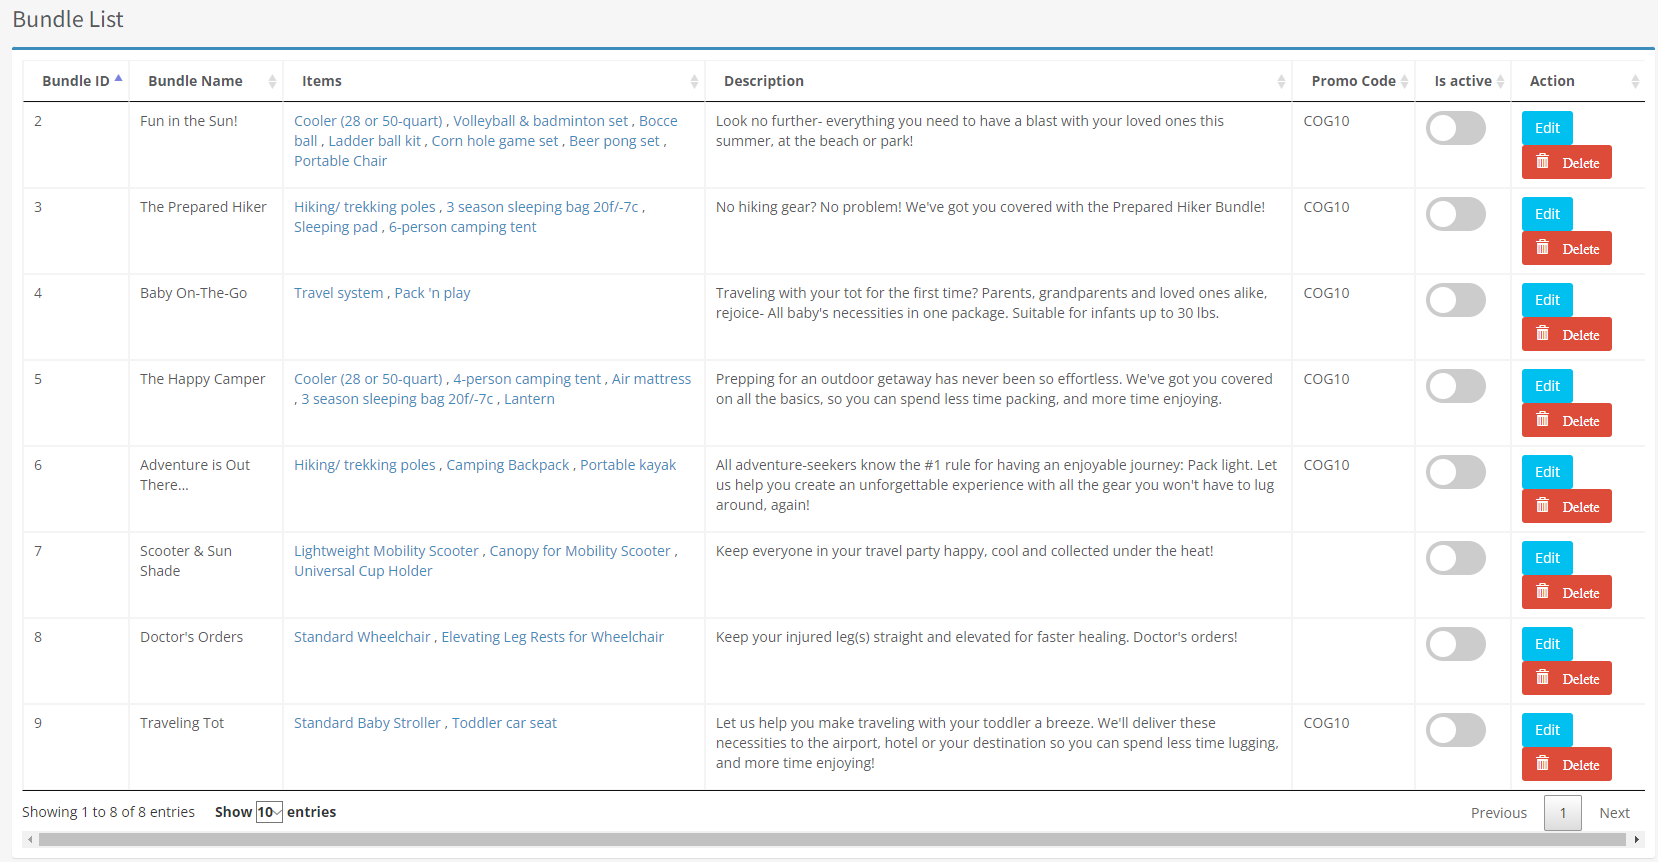 Bundle List
Bundle ID Bundle Name Items Description Promo Code Is active Action
2 Fun in the Sun! Cooler (28 or 50-quart) , Volleyball & badminton set , Bocce Look no further- everything you need to have a blast with your loved ones this COG10 Edit
ball , Ladder ball kit , Corn hole game set , Beer pong set , summer, at the beach or park!
Portable Chair Delete
3 The Prepared Hiker Hiking/ trekking poles , 3 season sleeping bag 20f/-7c , No hiking gear? No problem! We've got you covered with the Prepared Hiker Bundle! COG10 Edit
Sleeping pad , 6-person camping tent Delete
4 Baby On-The-Go Travel system , Pack 'n play Traveling with your tot for the first time? Parents, grandparents and loved ones alike, COG10 Edit
rejoice- All baby's necessities in one package. Suitable for infants up to 30 lbs. Delete
5 The Happy Camper Cooler (28 or 50-quart) , 4-person camping tent , Air mattress Prepping for an outdoor getaway has never been so effortless. We've got you covered COG10 Edit
, 3 season sleeping bag 20f/-7c , Lantern on all the basics, so you can spend less time packing, and more time enjoying. Delete
6 Adventure is Out Hiking/ trekking poles , Camping Backpack , Portable kayak All adventure-seekers know the #1 rule for having an enjoyable journey: Pack light. Let COG10 Edit
There... us help you create an unforgettable experience with all the gear you won't have to lug
around, again! Delete
7 Scooter & Sun Lightweight Mobility Scooter , Canopy for Mobility Scooter , Keep everyone in your travel party happy, cool and collected under the heat! Edit
Shade Universal Cup Holder Delete
8 Doctor's Orders Standard Wheelchair , Elevating Leg Rests for Wheelchair Keep your injured leg(s) straight and elevated for faster healing. Doctor's orders! Edit
Delete
9 Traveling Tot Standard Baby Stroller , Toddler car seat Let us help you make traveling with your toddler a breeze. We'll deliver these COG10 Edit
necessities to the airport, hotel or your destination so you can spend less time lugging,
and more time enjoying! Delete
Showing 1 to 8 of 8 entries Show 10 entries Previous 1 Next